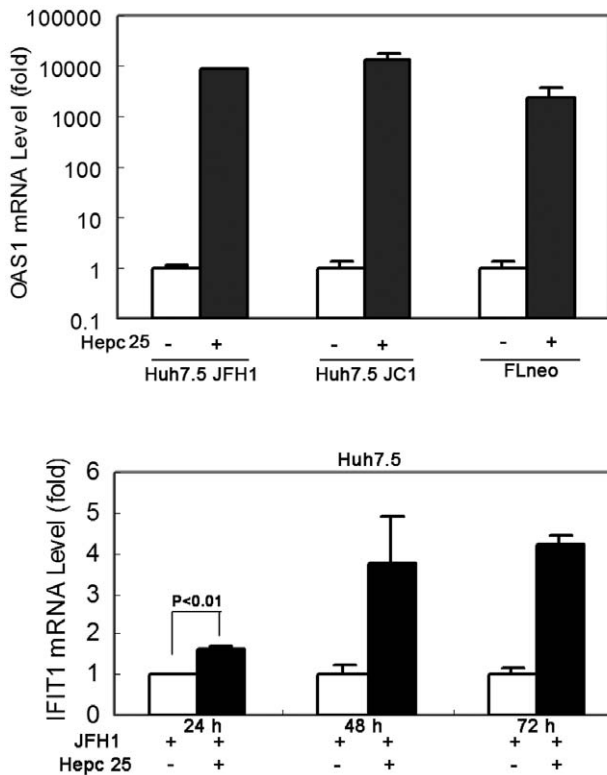 OAS1 mRNA Level (fold)
100000
10000
1000
100
10
1
0.1
Hepc 25 - + - + - +
Huh7.5 JFH1 Huh7.5 JC1 FLneo
Huh7.5
IFIT1 mRNA Level (fold)
6
5
4
3
2
1
0
P<0.01
24 h 48 h 72 h
JFH1 + + + + + +
Hepc 25 - + - + - +